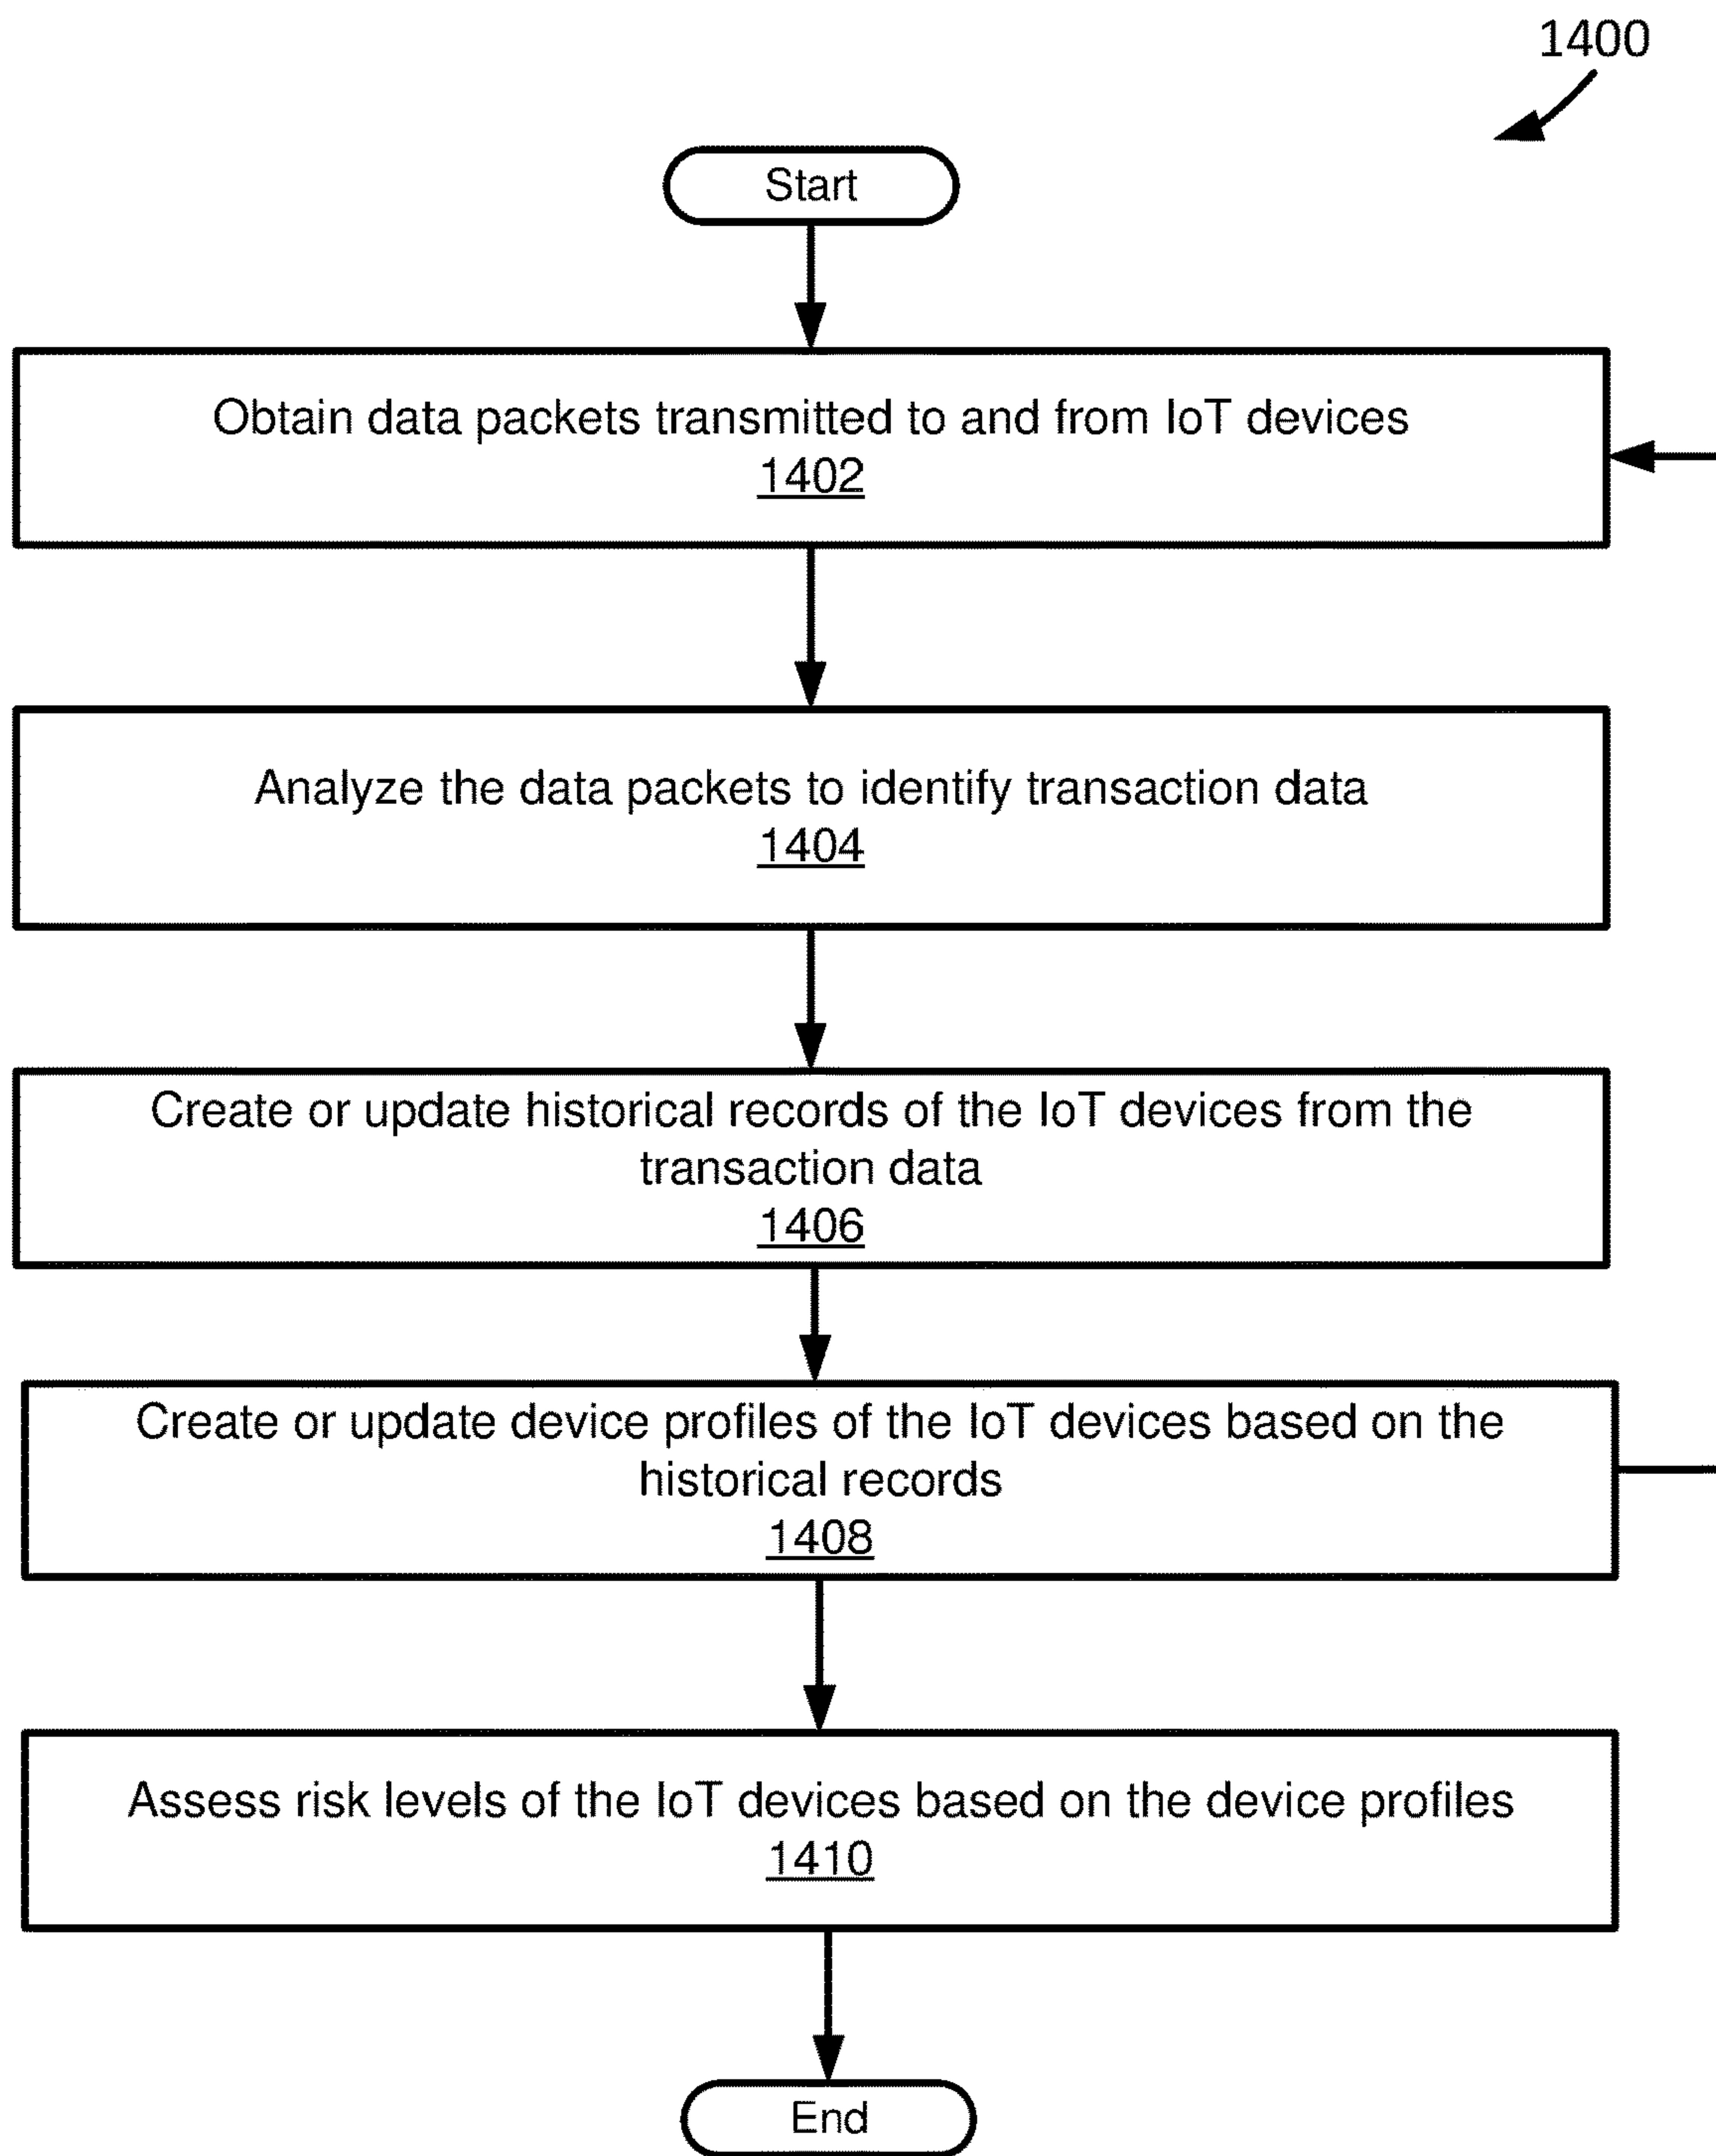 1400
Start
Obtain data packets transmitted to and from IoT devices
1402
Analyze the data packets to identify transaction data
1404
Create or update historical records of the IoT devices from the
transaction data
1406
Create or update device profiles of the IoT devices based on the
historical records
1408
Assess risk levels of the IoT devices based on the device profiles
1410
End